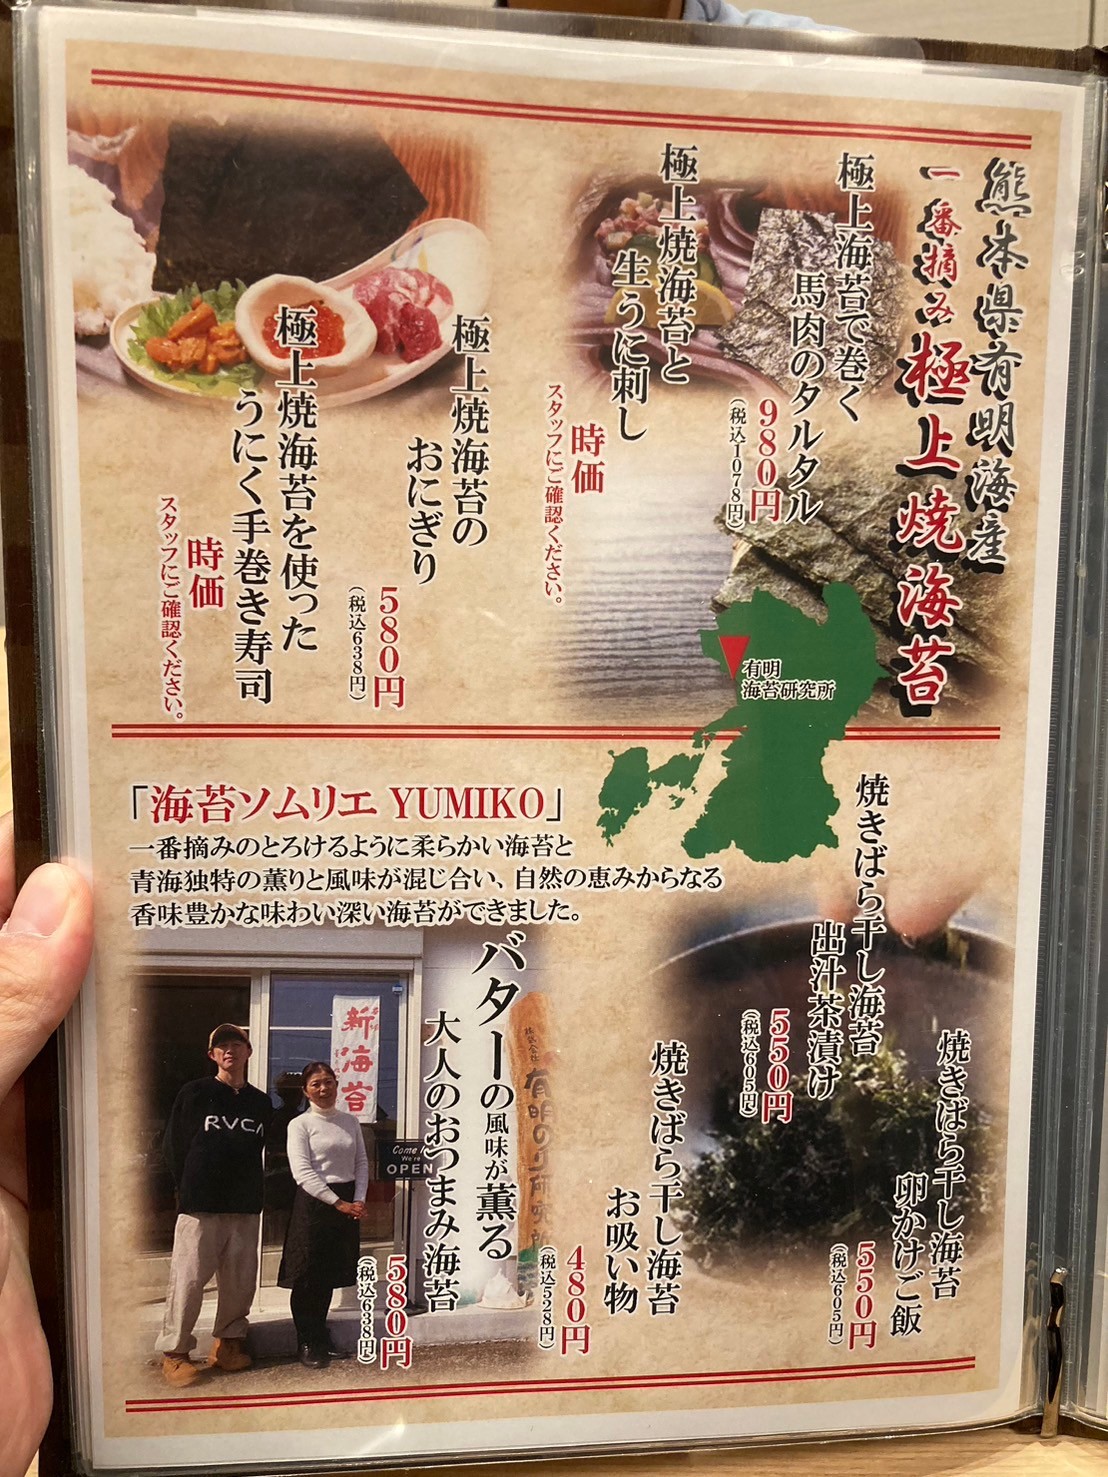 熊本県有明海産
一番摘み極上焼海苔
極上海苔で巻く
馬肉のタルタル
980円
(税込1078円)
極上焼海苔と
生うに刺し
時価
スタッフにご確認ください。
極上焼海苔の
おにぎり
580円
(税込638円)
極上焼海苔を使った
うにく手巻き寿司
時価
スタッフにご確認ください。
有明
海苔研究所
「海苔ソムリエ YUMIKO」
一番摘みのとろけるように柔らかい海苔と
青海独特の薫りと風味が混じ合い、自然の恵みからなる
香味豊かな味わい深い海苔ができました。
焼きばら干し海苔
卵かけご飯
550円
(税込605円)
焼きばら干し海苔
出汁茶漬け
550円
(税込605円)
焼きばら干し海苔
お吸い物
480円
(税込528円)
バターの風味が薫る
大人のおつまみ海苔
580円
(税込638円)
新海苔
RVCA
Come
We're
OPEN
株式会社
有明のり研究所